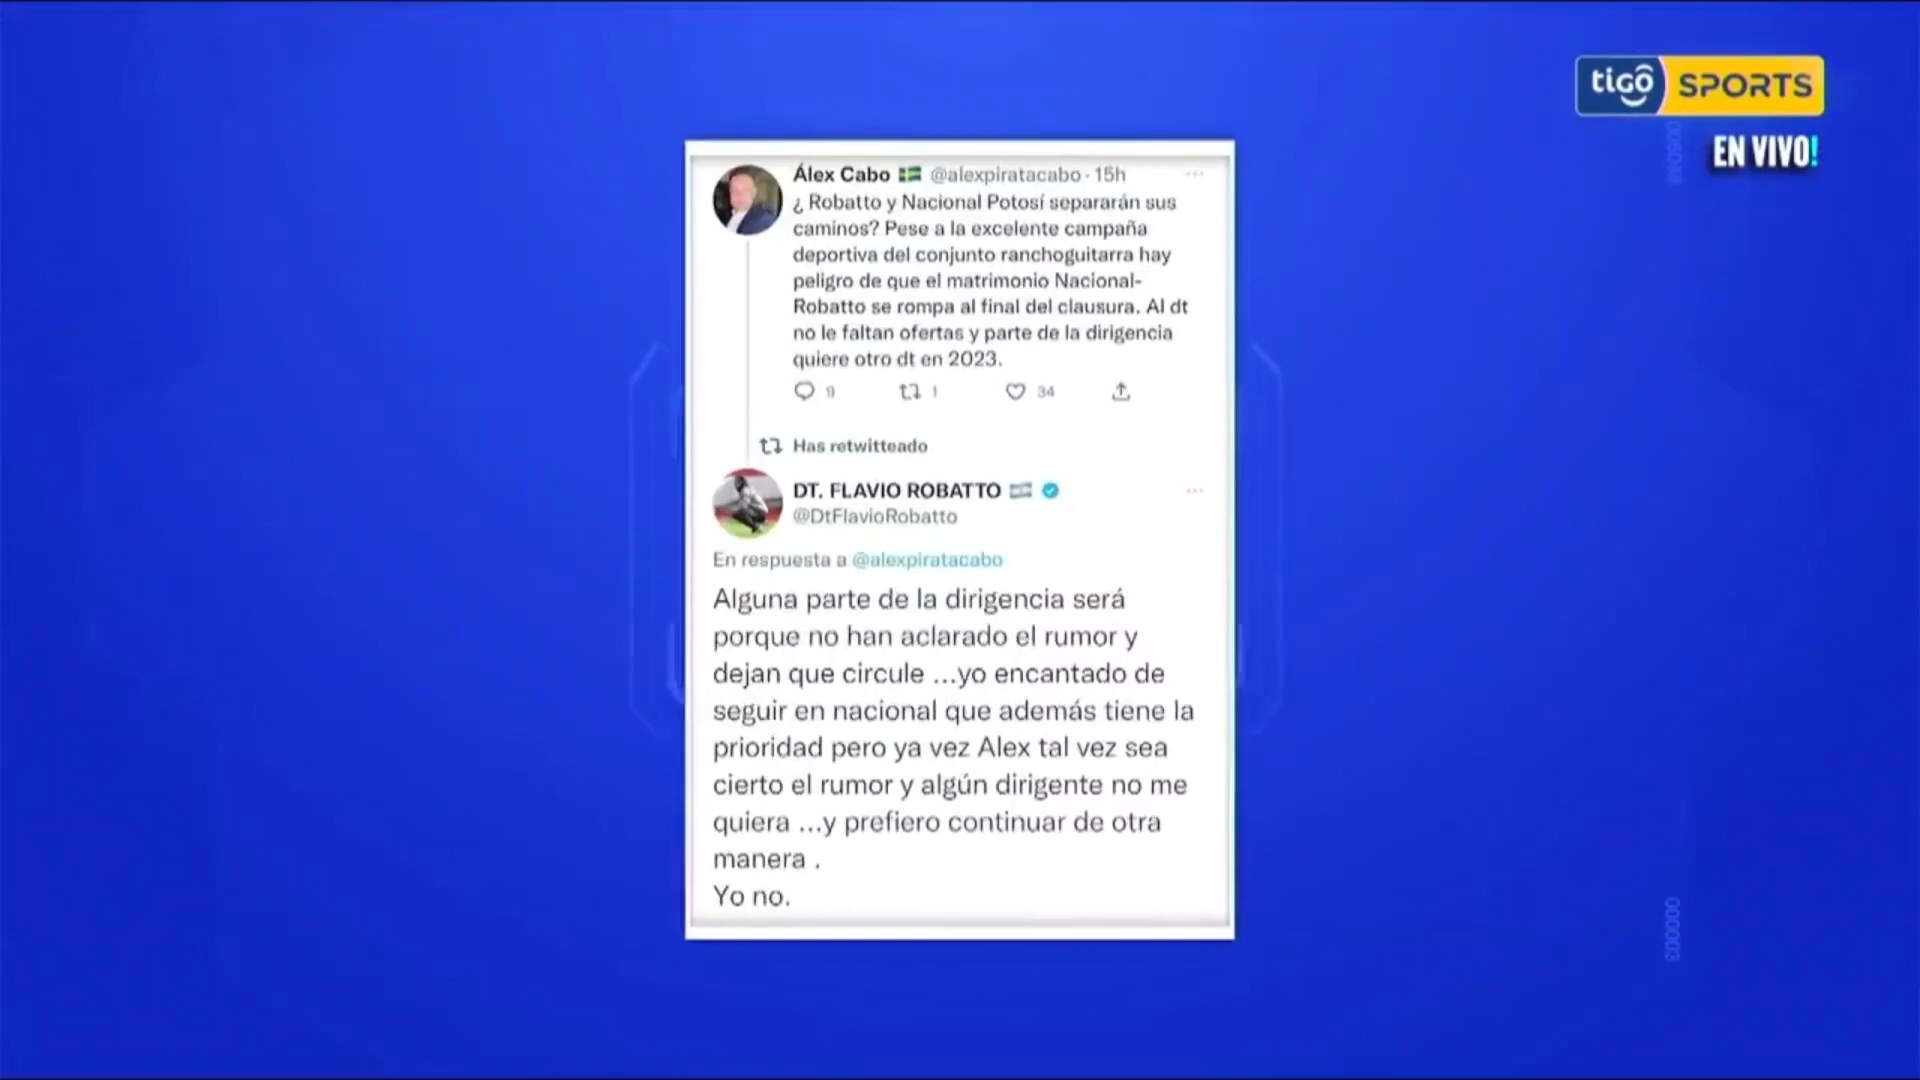 tigo SPORTS
EN VIVO!
Álex Cabo @alexpiratacabo · 15h
¿ Robatto y Nacional Potosí separarán sus
caminos? Pese a la excelente campaña
deportiva del conjunto ranchoguitarra hay
peligro de que el matrimonio Nacional-
Robatto se rompa al final del clausura. Al dt
no le faltan ofertas y parte de la dirigencia
quiere otro dt en 2023.
9 1 34
Has retwitteado
DT. FLAVIO ROBATTO
@DtFlavioRobatto
En respuesta a @alexpiratacabo
Alguna parte de la dirigencia será
porque no han aclarado el rumor y
dejan que circule ...yo encantado de
seguir en nacional que además tiene la
prioridad pero ya vez Alex tal vez sea
cierto el rumor y algún dirigente no me
quiera ...y prefiero continuar de otra
manera .
Yo no.